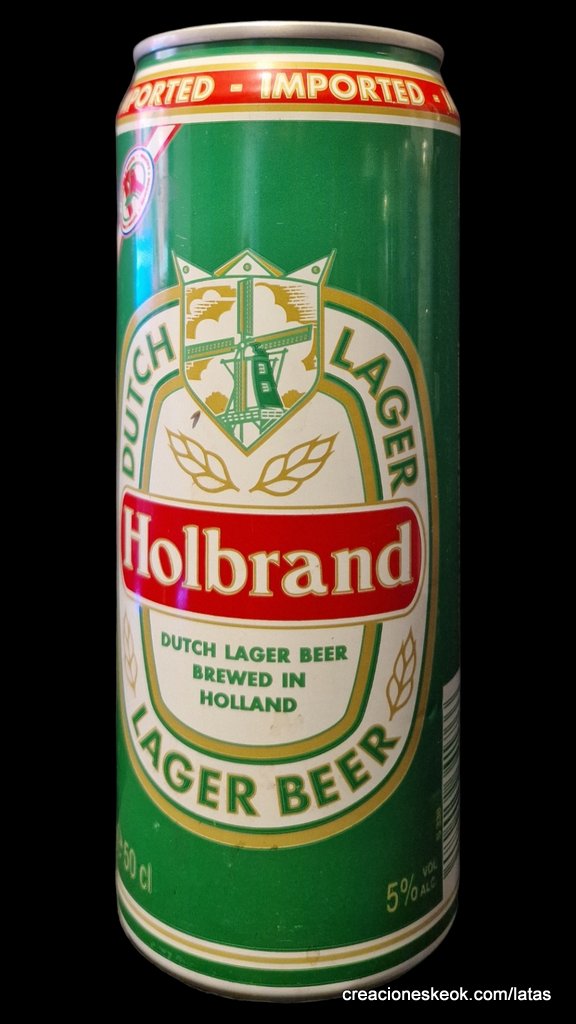 PORTED - IMPORTED -
DUTCH LAGER
Holbrand
DUTCH LAGER BEER
BREWED IN
HOLLAND
LAGER BEER
e 50 cl
5% VOL
ALC.
creacioneskeok.com/latas